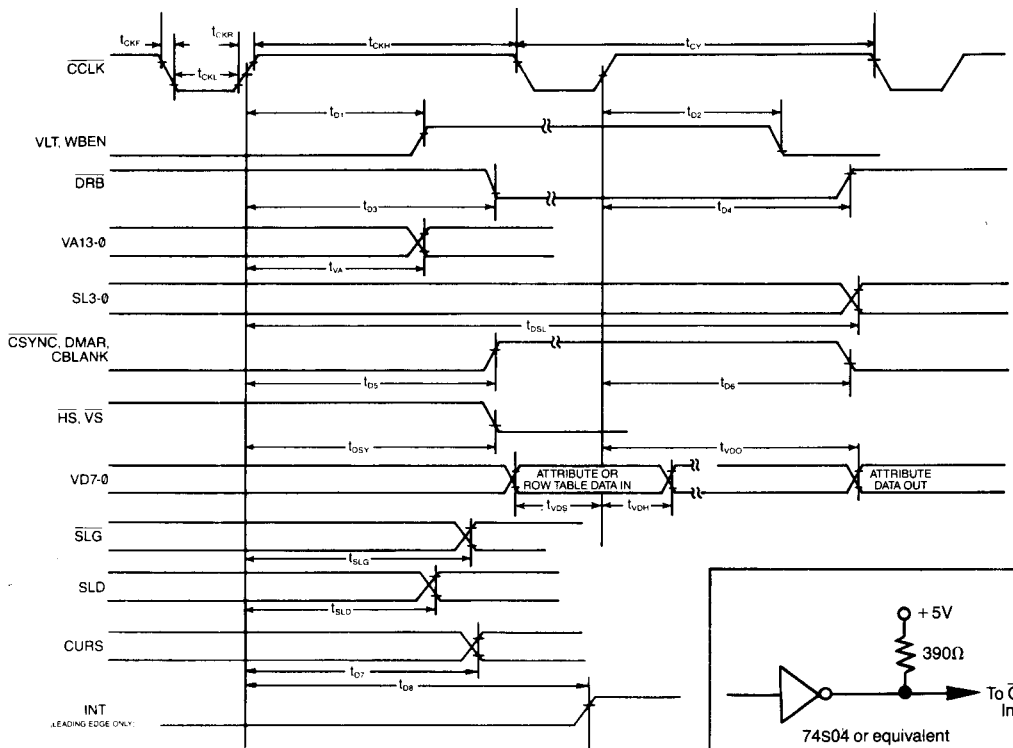 tCKF
tCKR
tCKH
tCY
CCLK
tCKL
tD1
tD2
VLT, WBEN
DRB
tD3
tD4
VA13-0
tVA
SL3-0
tDSL
CSYNC, DMAR,
CBLANK
tD5
tD6
HS, VS
tDSY
tVDO
VD7-0
ATTRIBUTE OR
ROW TABLE DATA IN
ATTRIBUTE
DATA OUT
tVDS
tVDH
SLG
tSLG
SLD
tSLD
CURS
tD7
tD8
INT
(LEADING EDGE ONLY)
+5V
390Ω
To
In
74S04 or equivalent